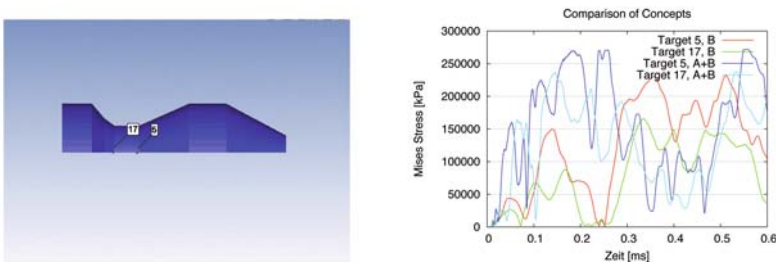 17
5
Comparison of Concepts
Target 5, B
Target 17, B
Target 5, A+B
Target 17, A+B
Mises Stress [kPa]
300000
250000
200000
150000
100000
50000
0
0 0.1 0.2 0.3 0.4 0.5 0.6
Zeit [ms]